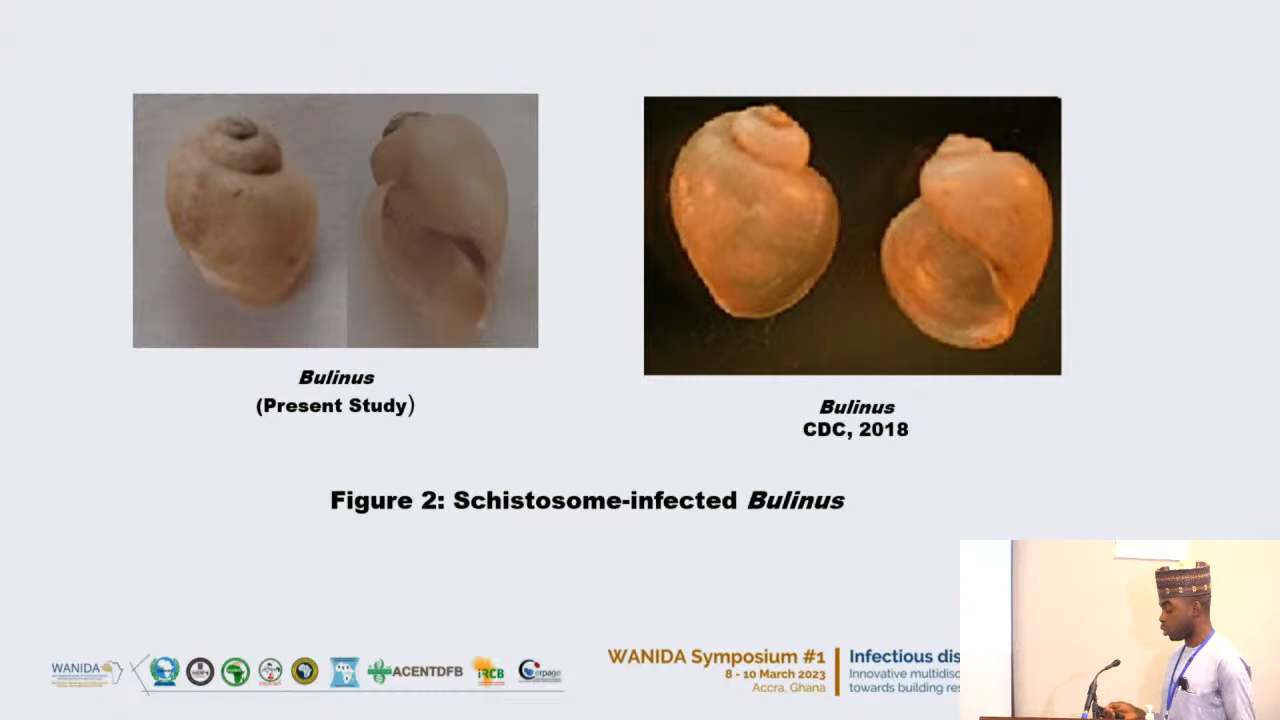 Bulinus
(Present Study)
Bulinus
CDC, 2018
Figure 2: Schistosome-infected Bulinus
WANIDA
ACENTDFB
iRCB
Cerpage
WANIDA Symposium #1
8 - 10 March 2023
Accra, Ghana
Infectious dis
Innovative multidisc
towards building res